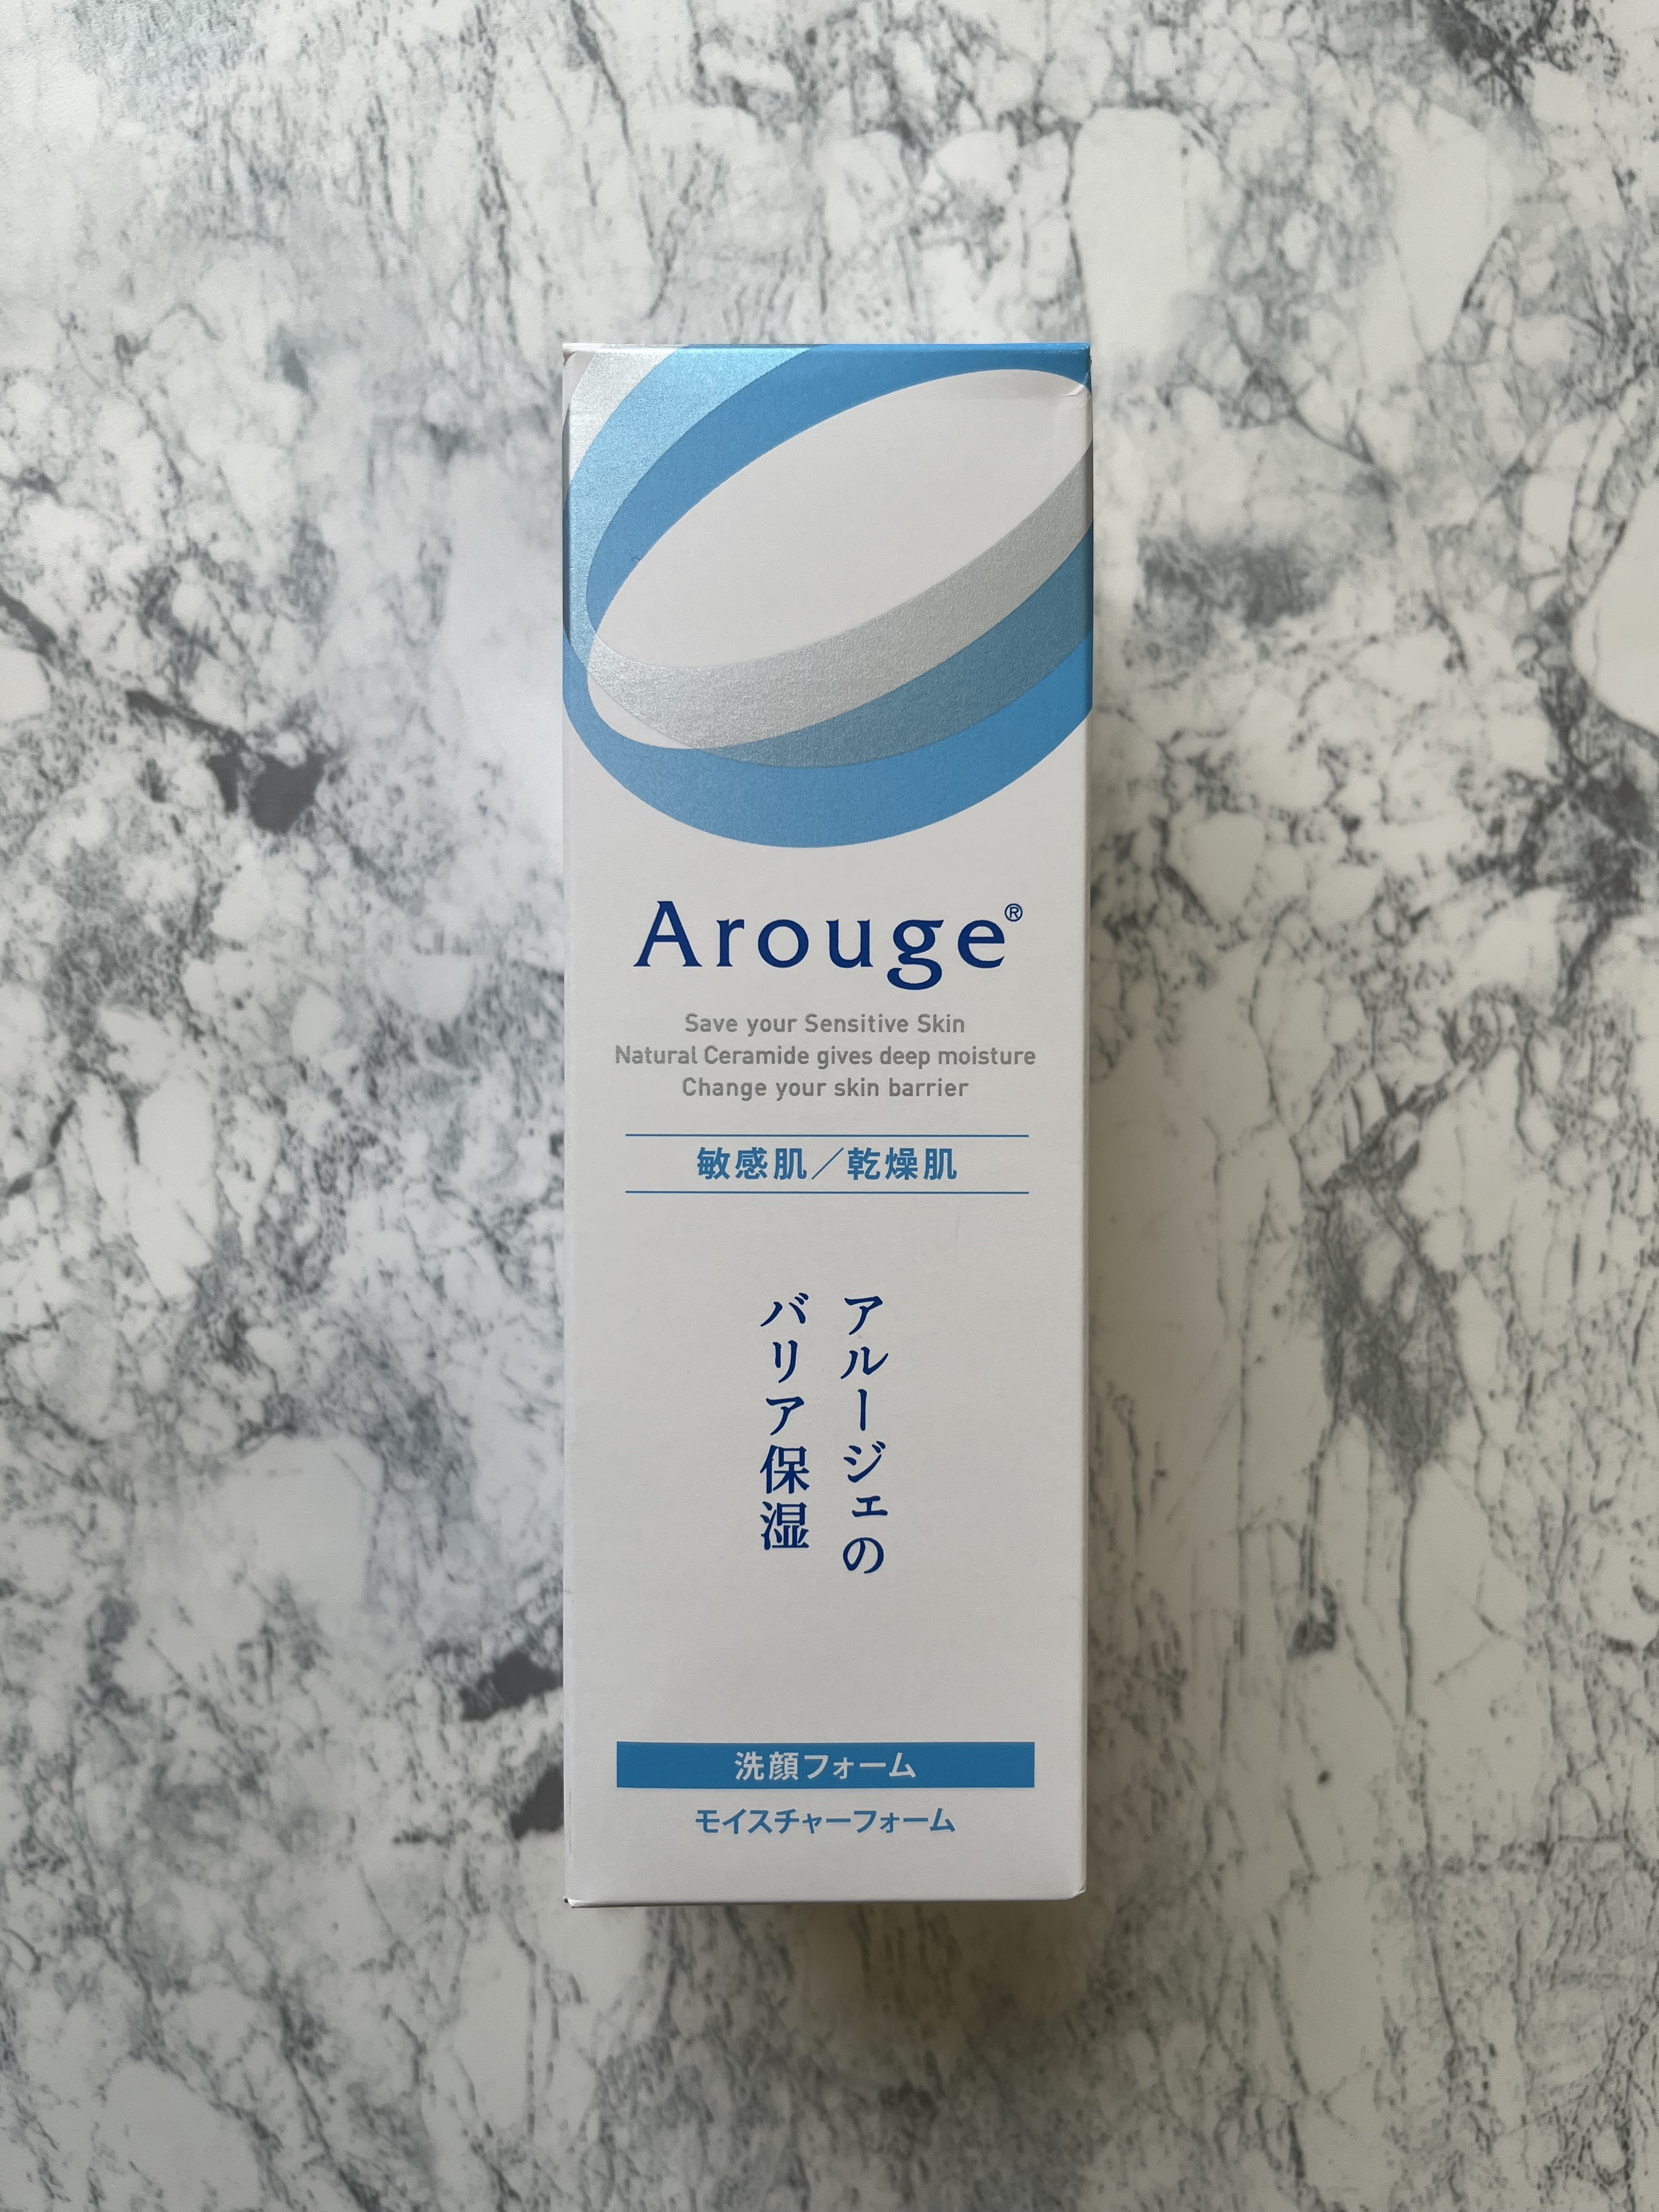 Arouge®
Save your Sensitive Skin
Natural Ceramide gives deep moisture
Change your skin barrier
敏感肌／乾燥肌
アルージェの
バリア保湿
洗顔フォーム
モイスチャーフォーム